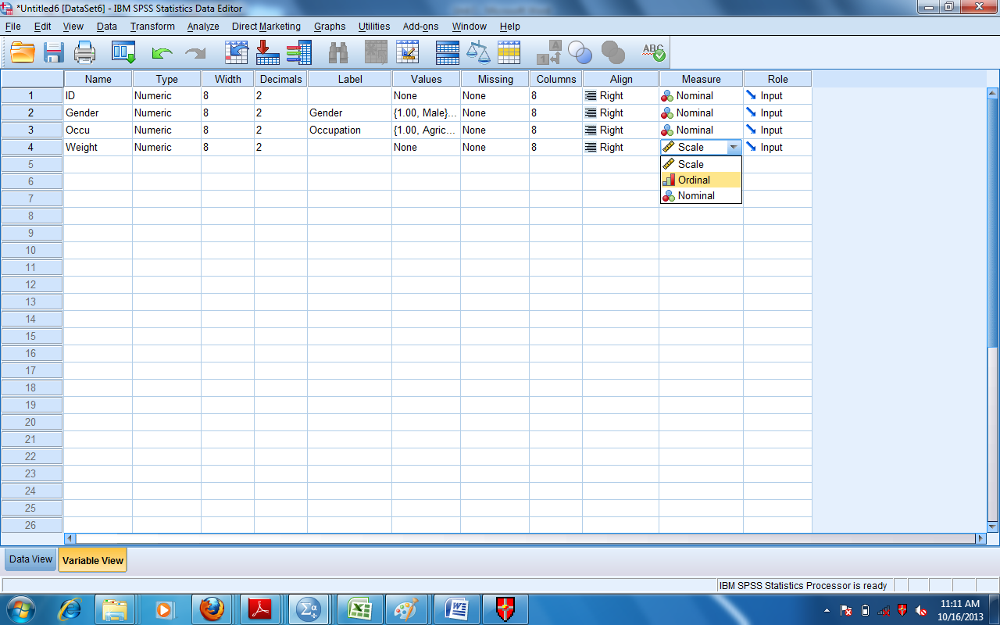 *Untitled6 [DataSet6] - IBM SPSS Statistics Data Editor
File Edit View Data Transform Analyze Direct Marketing Graphs Utilities Add-ons Window Help
A
1 4
ABC
Name Type Width Decimals Label Values Missing Columns Align Measure Role
1 ID Numeric 8 2 None None 8 Right Nominal Input
2 Gender Numeric 8 2 Gender {1.00, Male}... None 8 Right Nominal Input
3 Occu Numeric 8 2 Occupation {1.00, Agric... None 8 Right Nominal Input
4 Weight Numeric 8 2 None None 8 Right Scale Input
5 Scale
6 Ordinal
7 Nominal
8
9
10
11
12
13
14
15
16
17
18
19
20
21
22
23
24
25
26
Data View Variable View
IBM SPSS Statistics Processor is ready
11:11 AM
10/16/2013